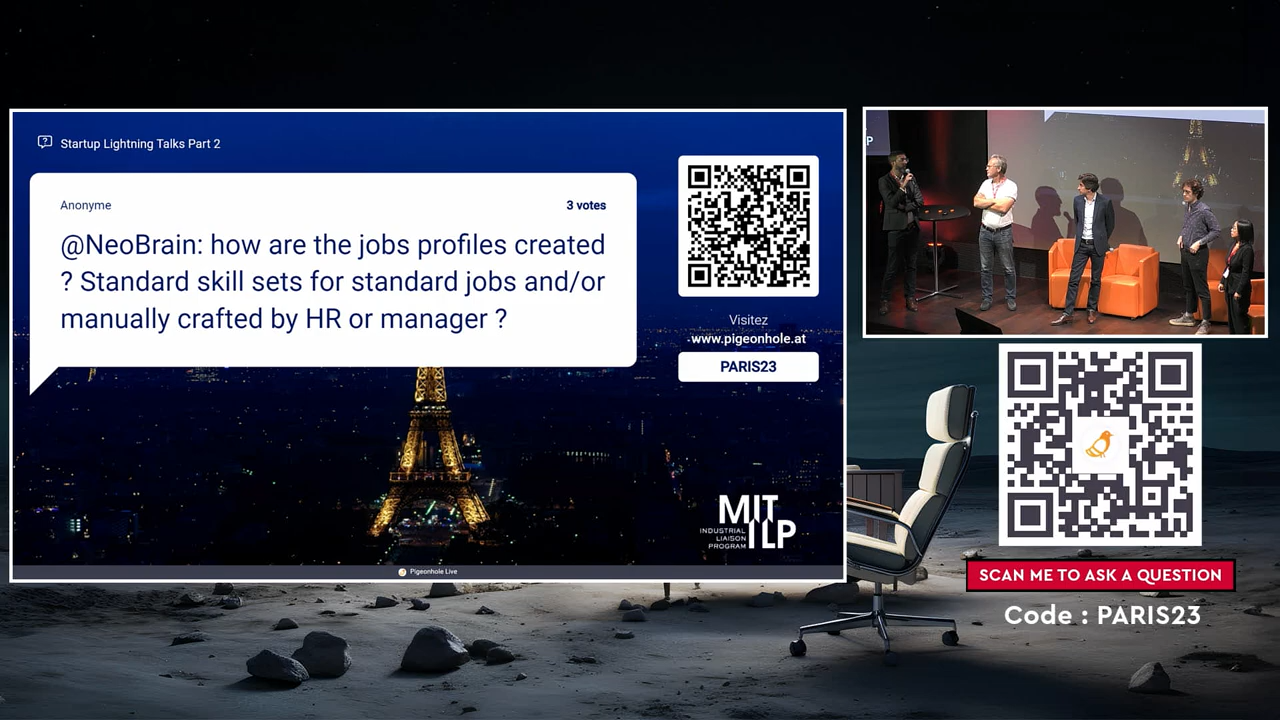 Startup Lightning Talks Part 2
Anonyme
3 votes
@NeoBrain: how are the jobs profiles created
? Standard skill sets for standard jobs and/or
manually crafted by HR or manager ?
Visitez
www.pigeonhole.at
PARIS23
MIT
INDUSTRIAL
LIAISON
PROGRAM
ILP
Pigeonhole Live
P
SCAN ME TO ASK A QUESTION
Code : PARIS23